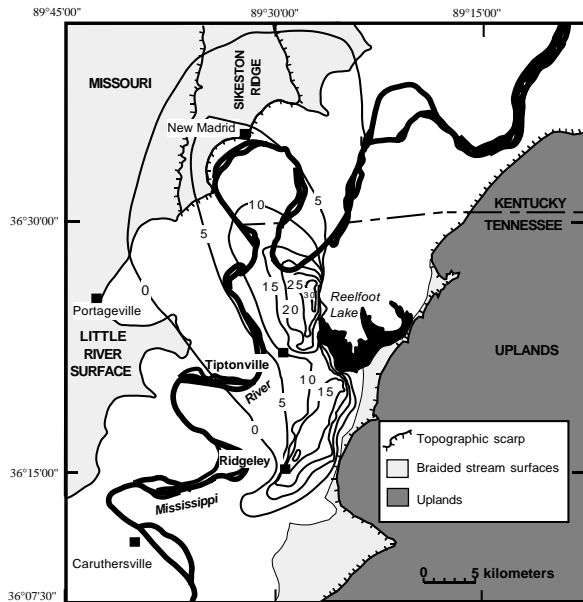 89°45'00"
89°30'00"
89°15'00"
MISSOURI
SIKESTON
RIDGE
New Madrid
10
5
36°30'00"
KENTUCKY
TENNESSEE
5
0
15
25
30
20
Reelfoot
Lake
Portageville
LITTLE
RIVER
SURFACE
UPLANDS
Tiptonville
River
10
15
5
0
Topographic scarp
Braided stream surfaces
Uplands
Ridgeley
36°15'00"
Mississippi
Caruthersville
0 5 kilometers
36°07'30"